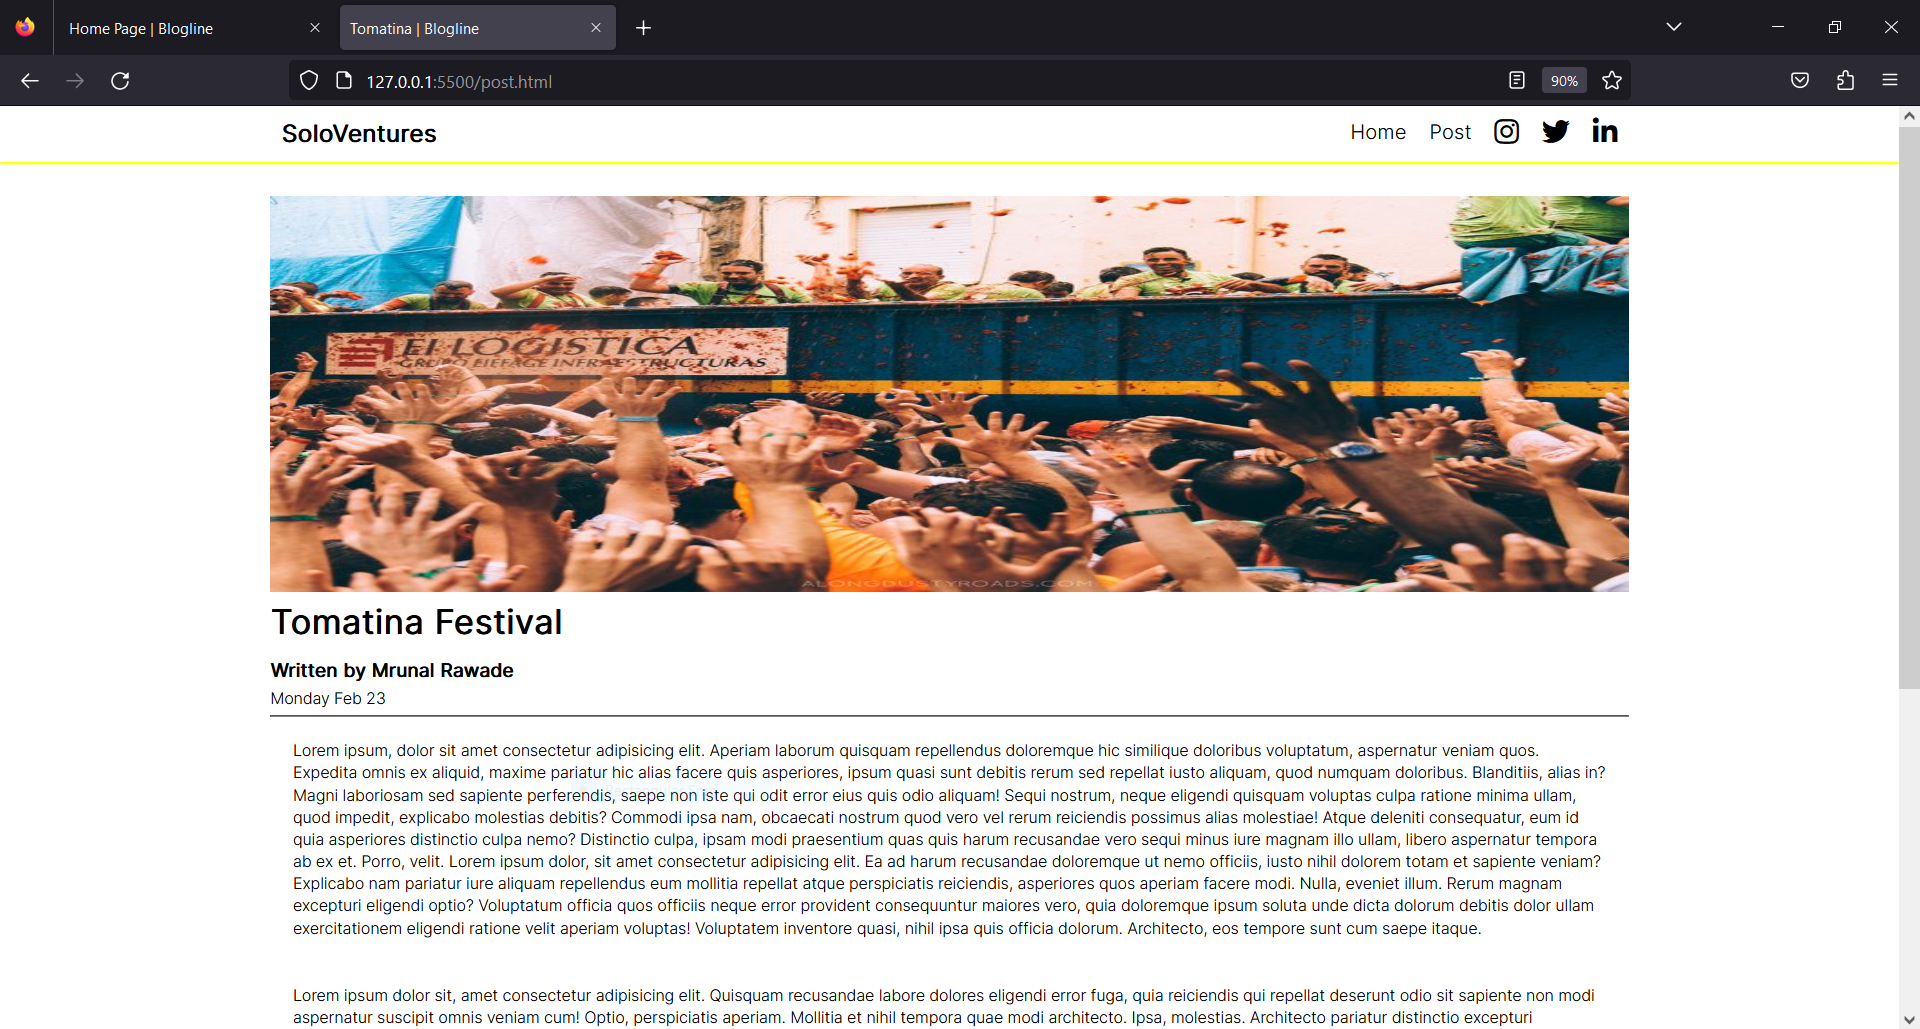 Home Page | Blogline
Tomatina | Blogline
127.0.0.1:5500/post.html
90%
SoloVentures
Home Post
EI LOGISTICA
GRUPO EIFFAGE INFRAESTRUCTURAS
ALONGDUSTYROADS.COM
Tomatina Festival
Written by Mrunal Rawade
Monday Feb 23
Lorem ipsum, dolor sit amet consectetur adipisicing elit. Aperiam laborum quisquam repellendus doloremque hic similique doloribus voluptatum, aspernatur veniam quos.
Expedita omnis ex aliquid, maxime pariatur hic alias facere quis asperiores, ipsum quasi sunt debitis rerum sed repellat iusto aliquam, quod numquam doloribus. Blanditiis, alias in?
Magni laboriosam sed sapiente perferendis, saepe non iste qui odit error eius quis odio aliquam! Sequi nostrum, neque eligendi quisquam voluptas culpa ratione minima ullam,
quod impedit, explicabo molestias debitis? Commodi ipsa nam, obcaecati nostrum quod vero vel rerum reiciendis possimus alias molestiae! Atque deleniti consequatur, eum id
quia asperiores distinctio culpa nemo? Distinctio culpa, ipsam modi praesentium quas quis harum recusandae vero sequi minus iure magnam illo ullam, libero aspernatur tempora
ab ex et. Porro, velit. Lorem ipsum dolor, sit amet consectetur adipisicing elit. Ea ad harum recusandae doloremque ut nemo officiis, iusto nihil dolorem totam et sapiente veniam?
Explicabo nam pariatur iure aliquam repellendus eum mollitia repellat atque perspiciatis reiciendis, asperiores quos aperiam facere modi. Nulla, eveniet illum. Rerum magnam
excepturi eligendi optio? Voluptatum officia quos officiis neque error provident consequuntur maiores vero, quia doloremque ipsum soluta unde dicta dolorum debitis dolor ullam
exercitationem eligendi ratione velit aperiam voluptas! Voluptatem inventore quasi, nihil ipsa quis officia dolorum. Architecto, eos tempore sunt cum saepe itaque.
Lorem ipsum dolor sit, amet consectetur adipisicing elit. Quisquam recusandae labore dolores eligendi error fuga, quia reiciendis qui repellat deserunt odio sit sapiente non modi
aspernatur suscipit omnis veniam cum! Optio, perspiciatis aperiam. Mollitia et nihil tempora quae modi architecto. Ipsa, molestias. Architecto pariatur distinctio excepturi